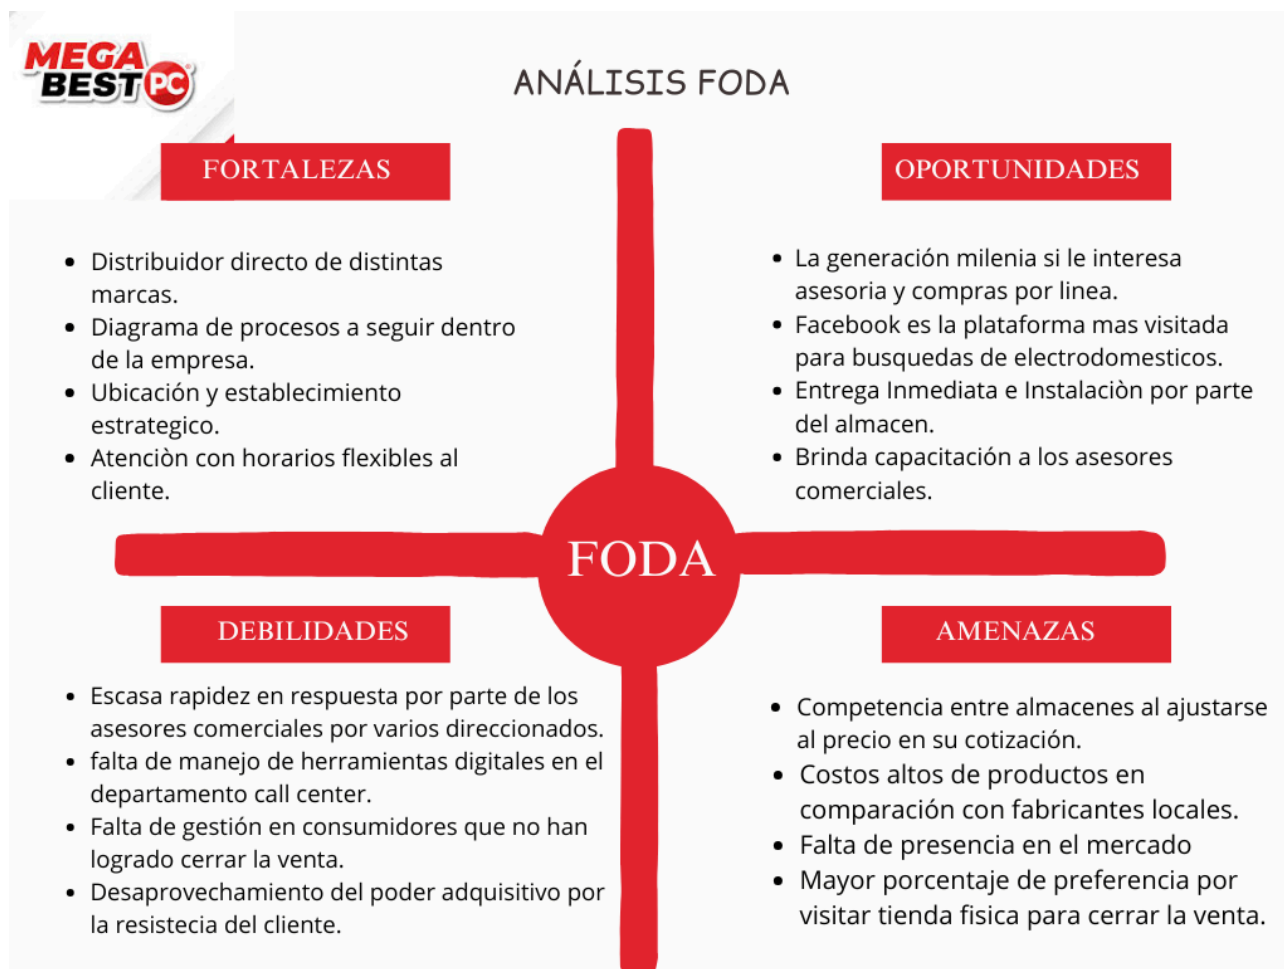 MEGA
BEST PC
ANÁLISIS FODA
FORTALEZAS
Distribuidor directo de distintas
marcas.
Diagrama de procesos a seguir dentro
de la empresa.
Ubicación y establecimiento
estrategico.
Atenciòn con horarios flexibles al
cliente.
OPORTUNIDADES
La generación milenia si le interesa
asesoria y compras por linea.
Facebook es la plataforma mas visitada
para busquedas de electrodomesticos.
Entrega Inmediata e Instalaciòn por parte
del almacen.
Brinda capacitación a los asesores
comerciales.
FODA
DEBILIDADES
Escasa rapidez en respuesta por parte de los
asesores comerciales por varios direccionados.
falta de manejo de herramientas digitales en el
departamento call center.
Falta de gestión en consumidores que no han
logrado cerrar la venta.
Desaprovechamiento del poder adquisitivo por
la resistecia del cliente.
AMENAZAS
Competencia entre almacenes al ajustarse
al precio en su cotización.
Costos altos de productos en
comparación con fabricantes locales.
Falta de presencia en el mercado
Mayor porcentaje de preferencia por
visitar tienda fisica para cerrar la venta.